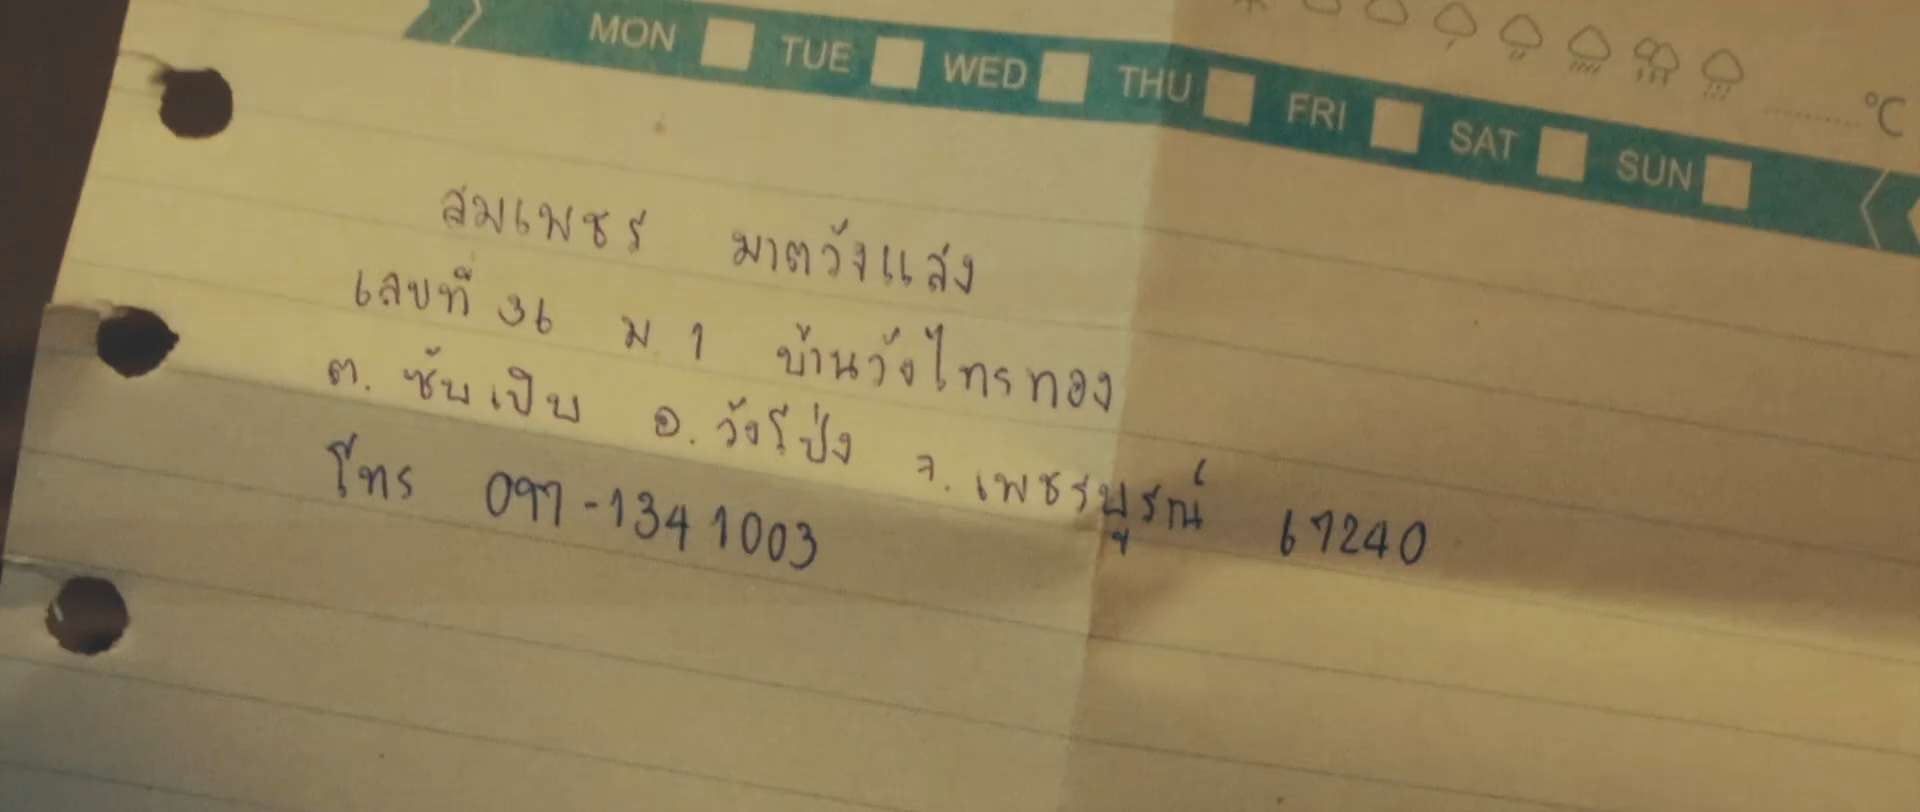 MON TUE WED THU FRI SAT SUN °C
สมเพชร มาตวังแสง
เลขที่ 36 ม 1 บ้านวังไทรทอง
ต. ซับเปิบ อ. วังโป่ง จ. เพชรบูรณ์ 67240
โทร 097-1341003